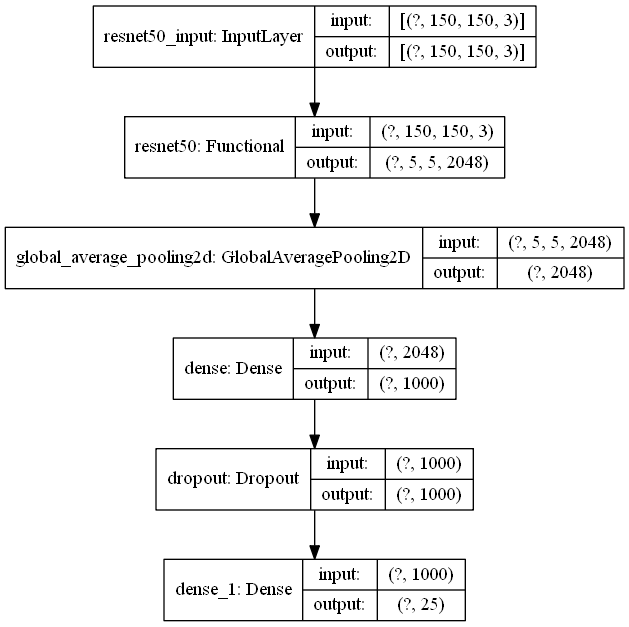 resnet50_input: InputLayer
input: [(?, 150, 150, 3)]
output: [(?, 150, 150, 3)]
resnet50: Functional
input: (?, 150, 150, 3)
output: (?, 5, 5, 2048)
global_average_pooling2d: GlobalAveragePooling2D
input: (?, 5, 5, 2048)
output: (?, 2048)
dense: Dense
input: (?, 2048)
output: (?, 1000)
dropout: Dropout
input: (?, 1000)
output: (?, 1000)
dense_1: Dense
input: (?, 1000)
output: (?, 25)